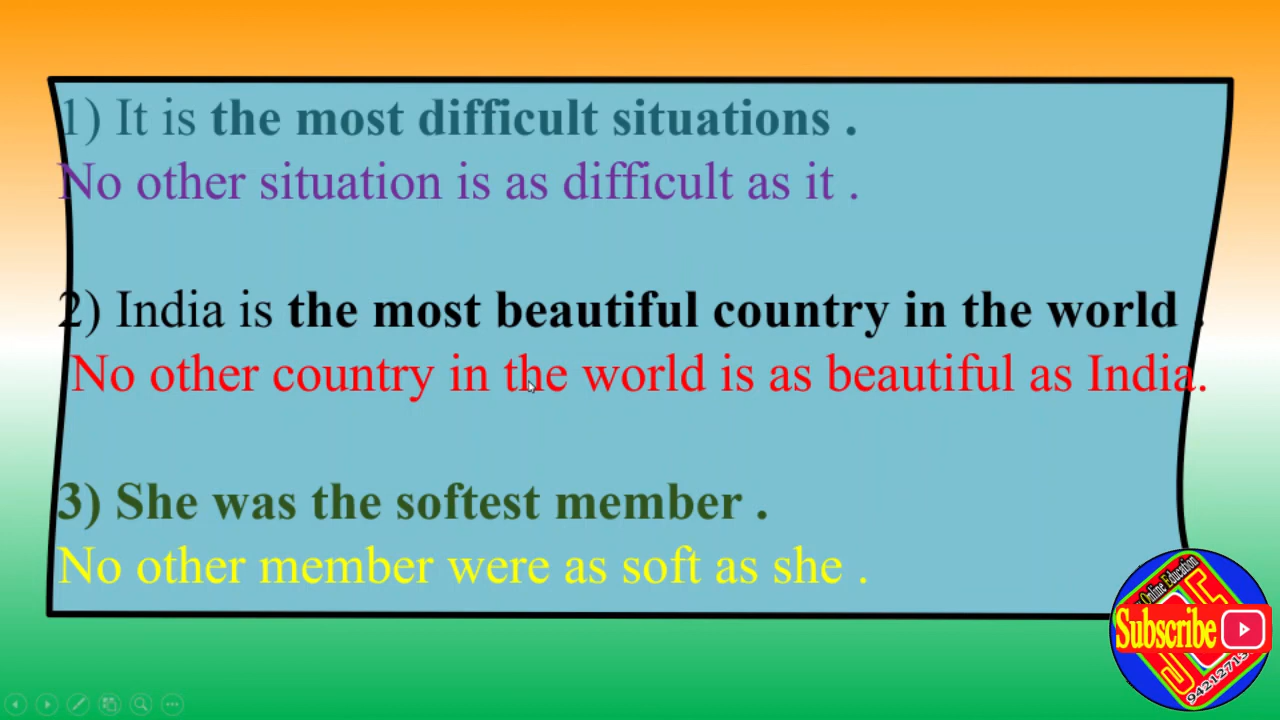 1) It is the most difficult situations .
No other situation is as difficult as it .
2) India is the most beautiful country in the world .
No other country in the world is as beautiful as India.
3) She was the softest member .
No other member were as soft as she .
Online Education
Subscribe